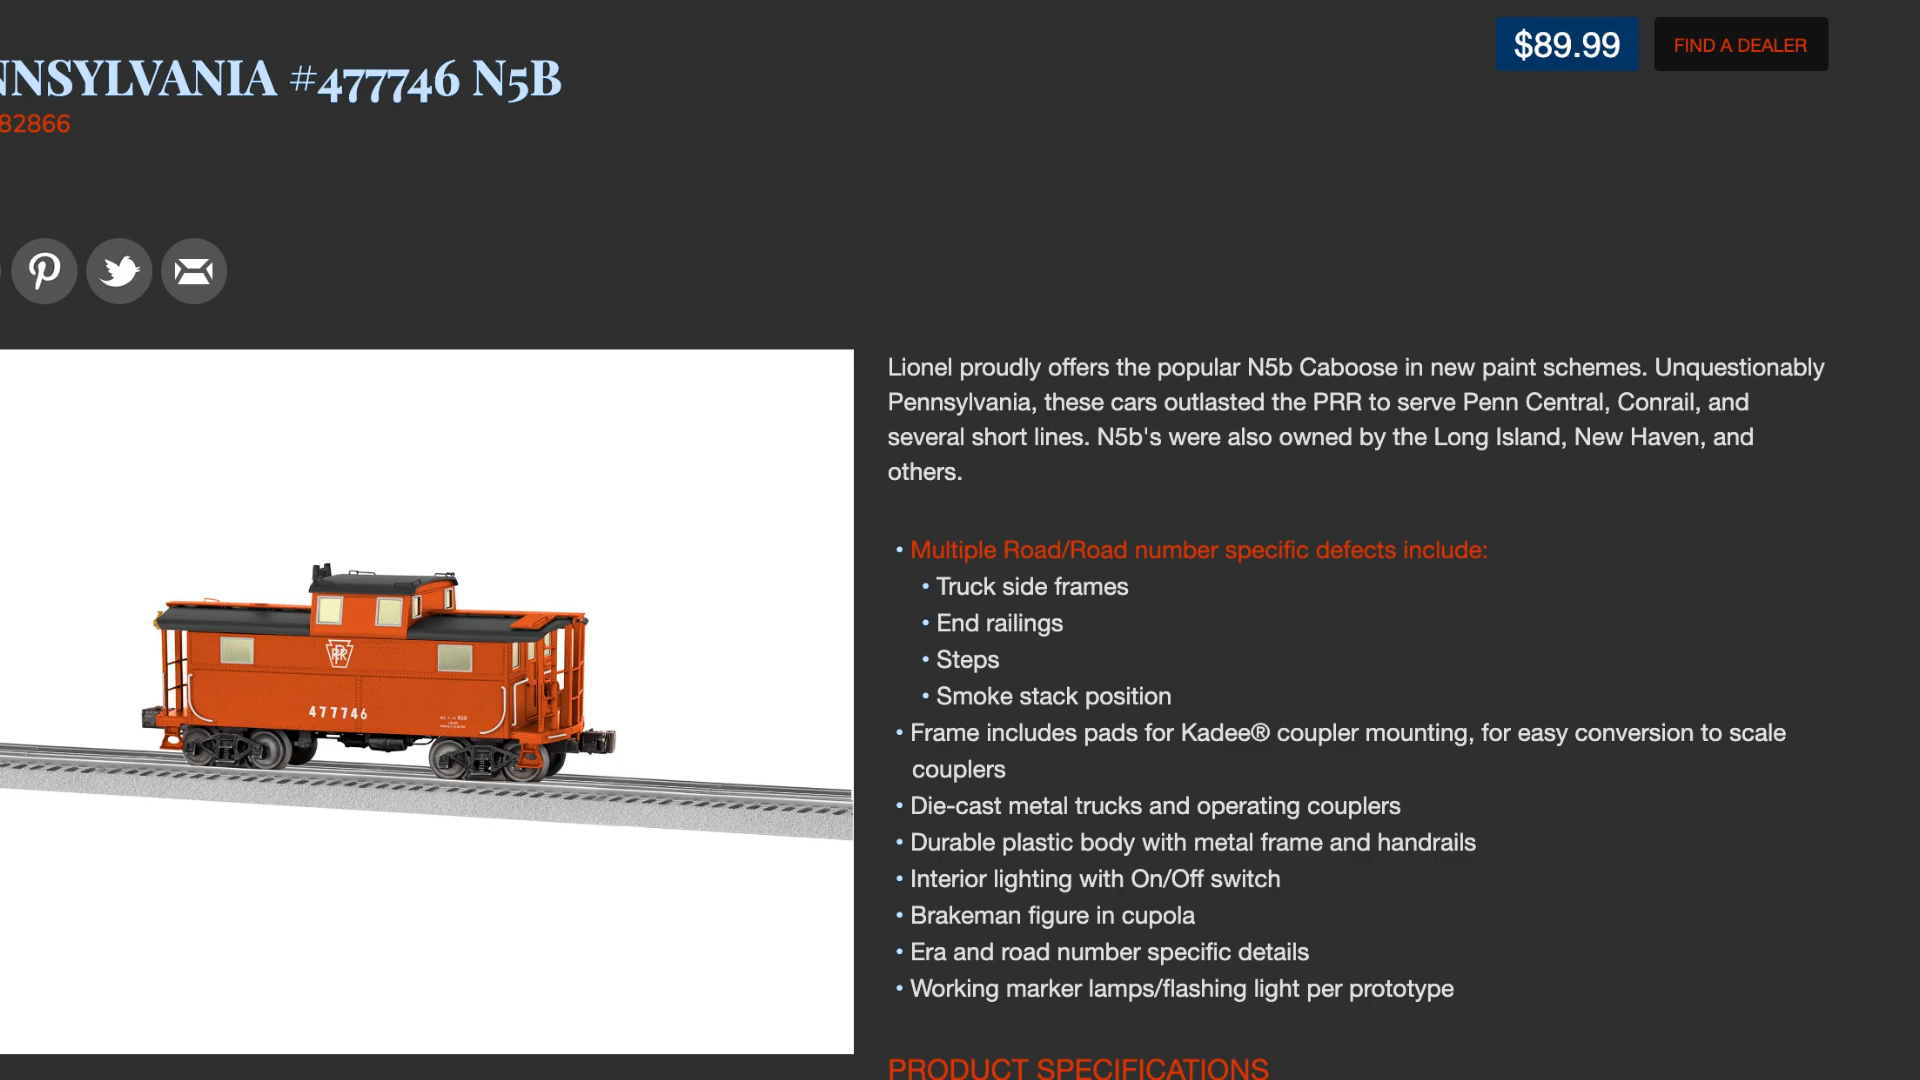 $89.99
FIND A DEALER
NNSYLVANIA #477746 N5B
82866
Lionel proudly offers the popular N5b Caboose in new paint schemes. Unquestionably
Pennsylvania, these cars outlasted the PRR to serve Penn Central, Conrail, and
several short lines. N5b's were also owned by the Long Island, New Haven, and
others.
• Multiple Road/Road number specific defects include:
• Truck side frames
• End railings
• Steps
• Smoke stack position
• Frame includes pads for Kadee® coupler mounting, for easy conversion to scale
couplers
• Die-cast metal trucks and operating couplers
• Durable plastic body with metal frame and handrails
• Interior lighting with On/Off switch
• Brakeman figure in cupola
• Era and road number specific details
• Working marker lamps/flashing light per prototype
PRODUCT SPECIFICATIONS
PRR
477746